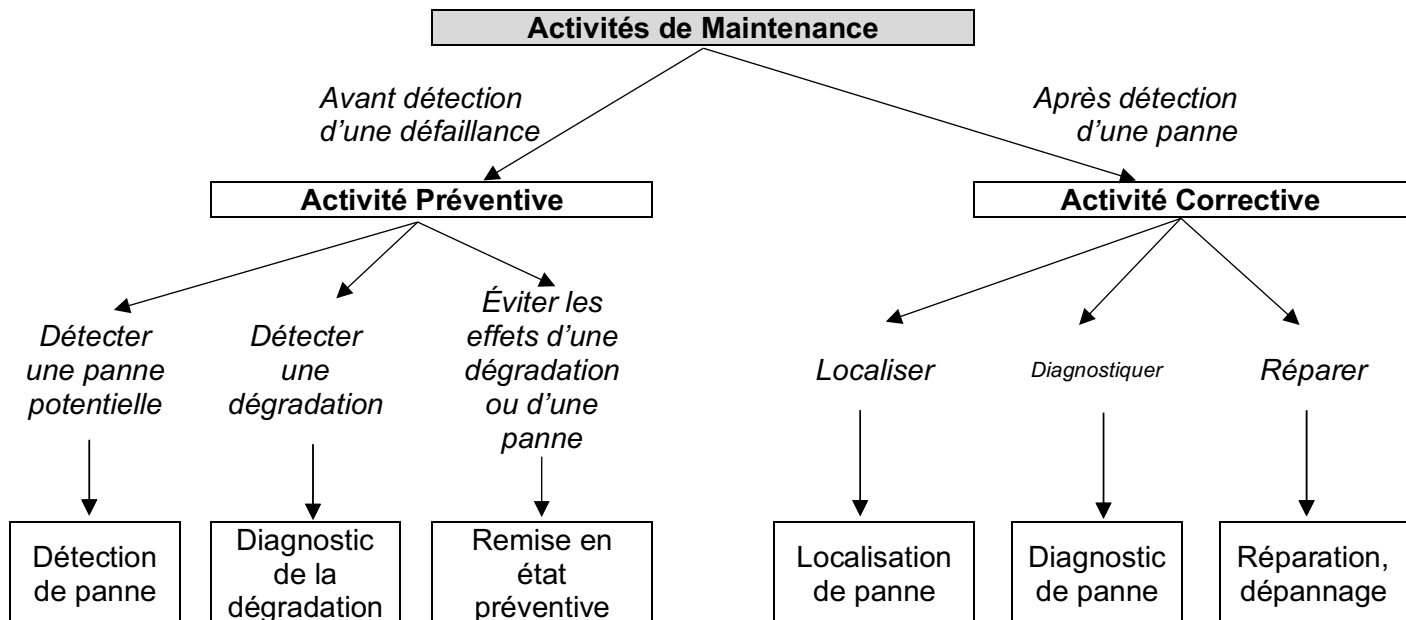 Activités de Maintenance
Avant détection
d’une défaillance
Après détection
d’une panne
Activité Préventive
Activité Corrective
Détecter
une panne
potentielle
Détecter
une
dégradation
Éviter les
effets d’une
dégradation
ou d’une
panne
Localiser
Diagnostiquer
Réparer
Détection
de panne
Diagnostic
de la
dégradation
Remise en
état
préventive
Localisation
de panne
Diagnostic
de panne
Réparation,
dépannage